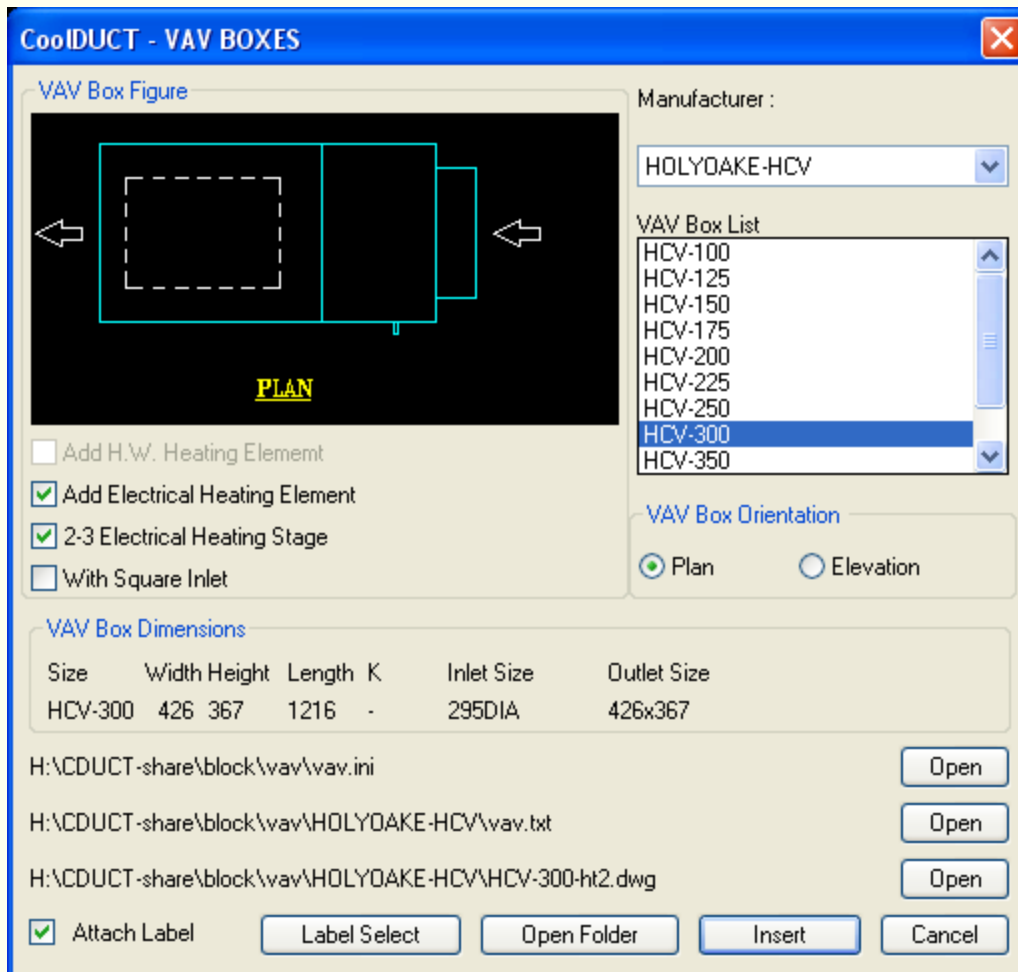 CoolDUCT - VAV BOXES
VAV Box Figure
PLAN
Add H.W. Heating Elememt
Add Electrical Heating Element
2-3 Electrical Heating Stage
With Square Inlet
Manufacturer :
HOLYOAKE-HCV
VAV Box List
HCV-100
HCV-125
HCV-150
HCV-175
HCV-200
HCV-225
HCV-250
HCV-300
HCV-350
VAV Box Orientation
Plan Elevation
VAV Box Dimensions
Size Width Height Length K Inlet Size Outlet Size
HCV-300 426 367 1216 - 295DIA 426x367
H:\CDUCT-share\block\vav\vav.ini Open
H:\CDUCT-share\block\vav\HOLYOAKE-HCV\vav.txt Open
H:\CDUCT-share\block\vav\HOLYOAKE-HCV\HCV-300-ht2.dwg Open
Attach Label Label Select Open Folder Insert Cancel